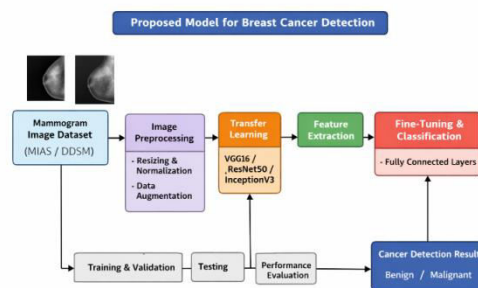 Proposed Model for Breast Cancer Detection
Mammogram
Image Dataset
(MIAS / DDSM)
Image
Preprocessing
- Resizing &
Normalization
- Data
Augmentation
Transfer
Learning
VGG16 /
,ResNet50 /
InceptionV3
Feature
Extraction
Fine-Tuning &
Classification
- Fully Connected Layers
Training & Validation
Testing
Performance
Evaluation
Cancer Detection Result
Benign / Malignant